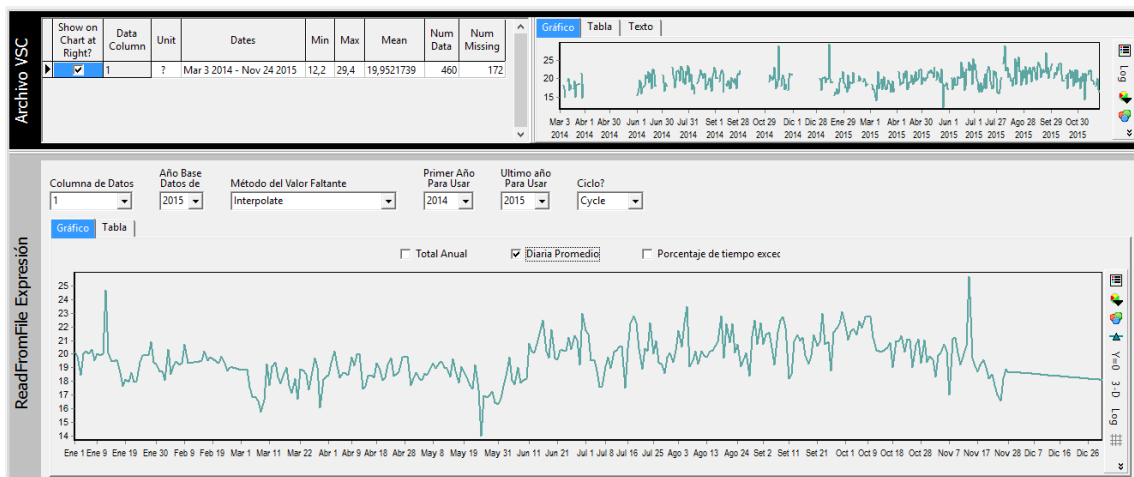 Archivo VSC
Show on Chart at Right? Data Column Unit Dates Min Max Mean Num Data Num Missing
1 ? Mar 3 2014 - Nov 24 2015 12,2 29,4 19,9521739 460 172
Gráfico Tabla Texto
25
20
15
Mar 3 Abr 1 Abr 30 Jun 1 Jun 30 Jul 31 Set 1 Set 28 Oct 29 Dic 1 Dic 28 Ene 29 Mar 1 Abr 1 Abr 30 Jun 1 Jul 1 Jul 27 Ago 28 Set 29 Oct 30
2014 2014 2014 2014 2014 2014 2014 2014 2014 2014 2014 2015 2015 2015 2015 2015 2015 2015 2015 2015 2015
Log
ReadFromFile Expresión
Columna de Datos Año Base Datos de Método del Valor Faltante Primer Año Para Usar Ultimo año Para Usar Ciclo?
1 2015 Interpolate 2014 2015 Cycle
Gráfico Tabla
Total Anual Diaria Promedio Porcentaje de tiempo excec
25
24
23
22
21
20
19
18
17
16
15
14
Ene 1 Ene 9 Ene 19 Ene 30 Feb 9 Feb 19 Mar 1 Mar 11 Mar 22 Abr 1 Abr 9 Abr 18 Abr 28 May 8 May 19 May 31 Jun 11 Jun 21 Jul 1 Jul 8 Jul 16 Jul 25 Ago 3 Ago 14 Ago 24 Set 2 Set 11 Set 21 Oct 1 Oct 9 Oct 18 Oct 28 Nov 7 Nov 17 Nov 28 Dic 7 Dic 16 Dic 26
Y=0
3-D
Log